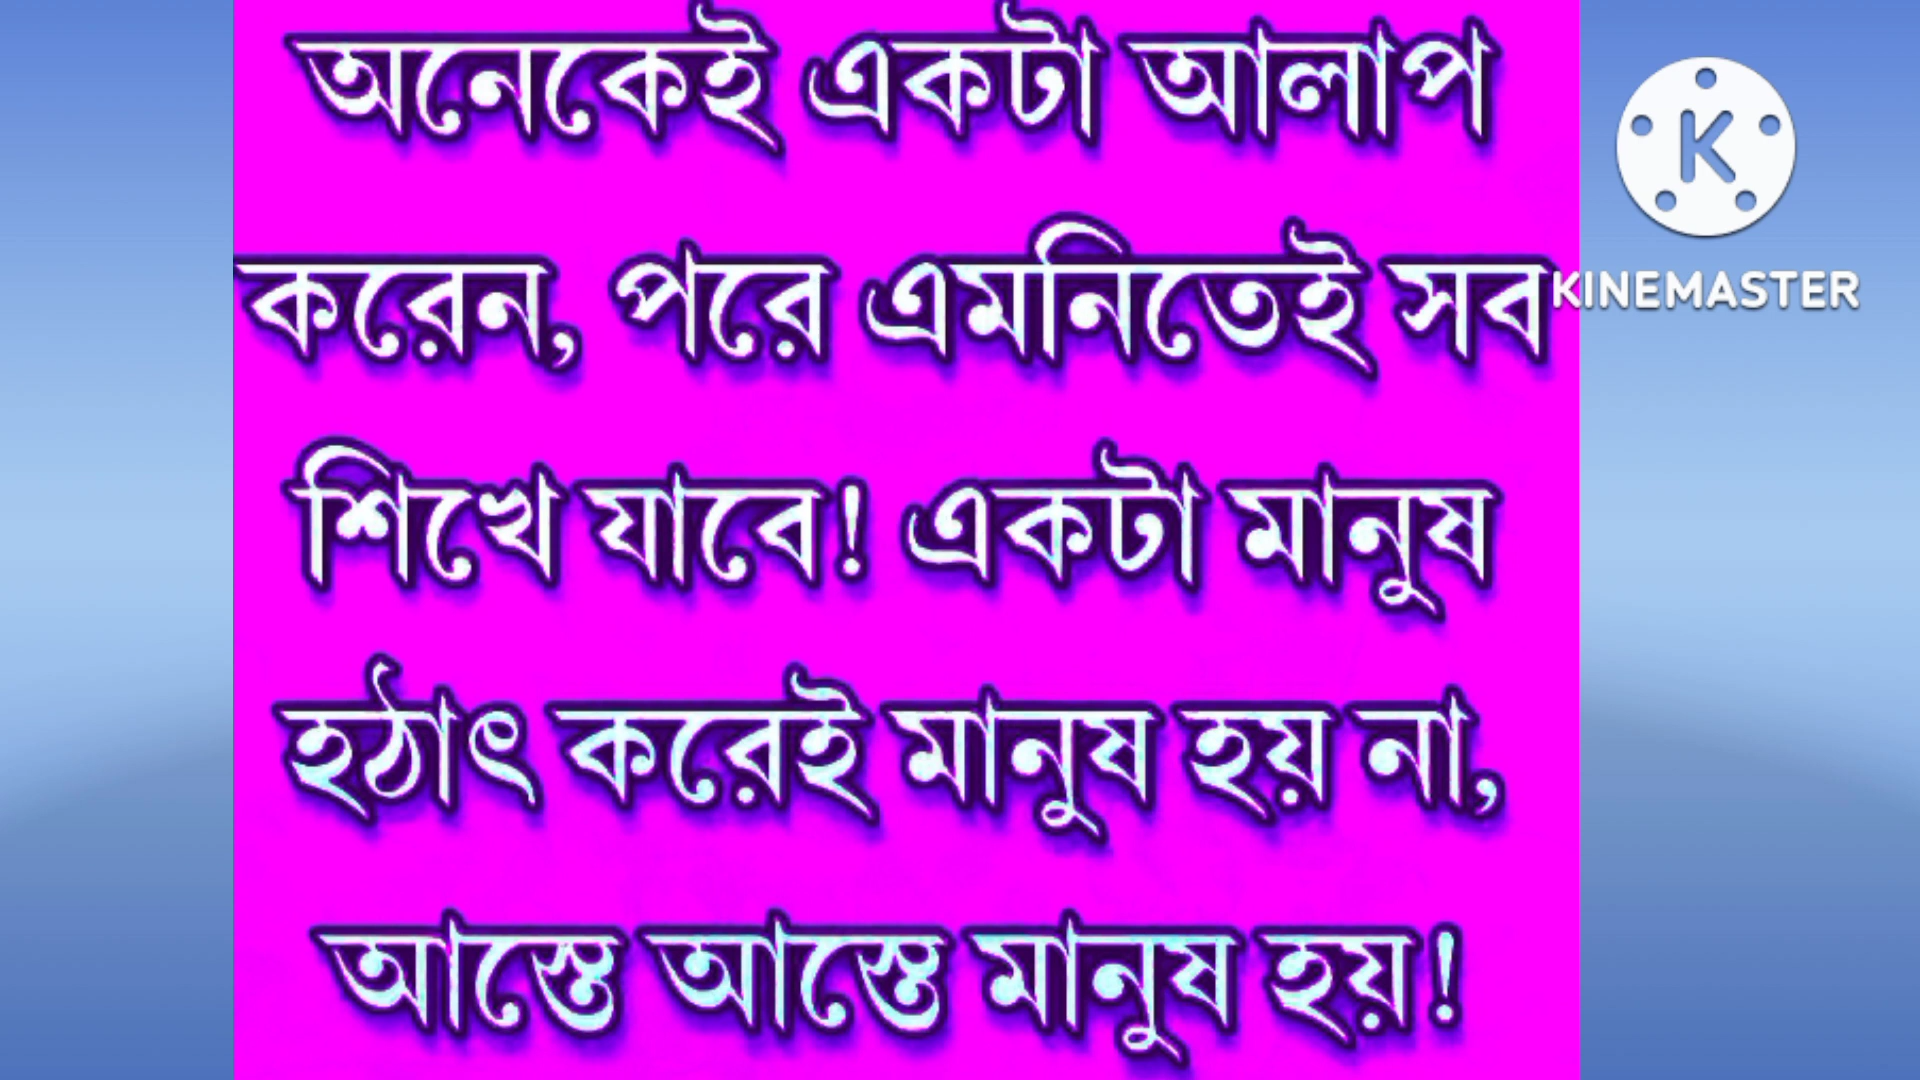 অনেকেই একটা আলাপ
করেন, পরে এমনিতেই সব
শিখে যাবে! একটা মানুষ
হঠাৎ করেই মানুষ হয় না,
আস্তে আস্তে মানুষ হয়!
K
KINEMASTER